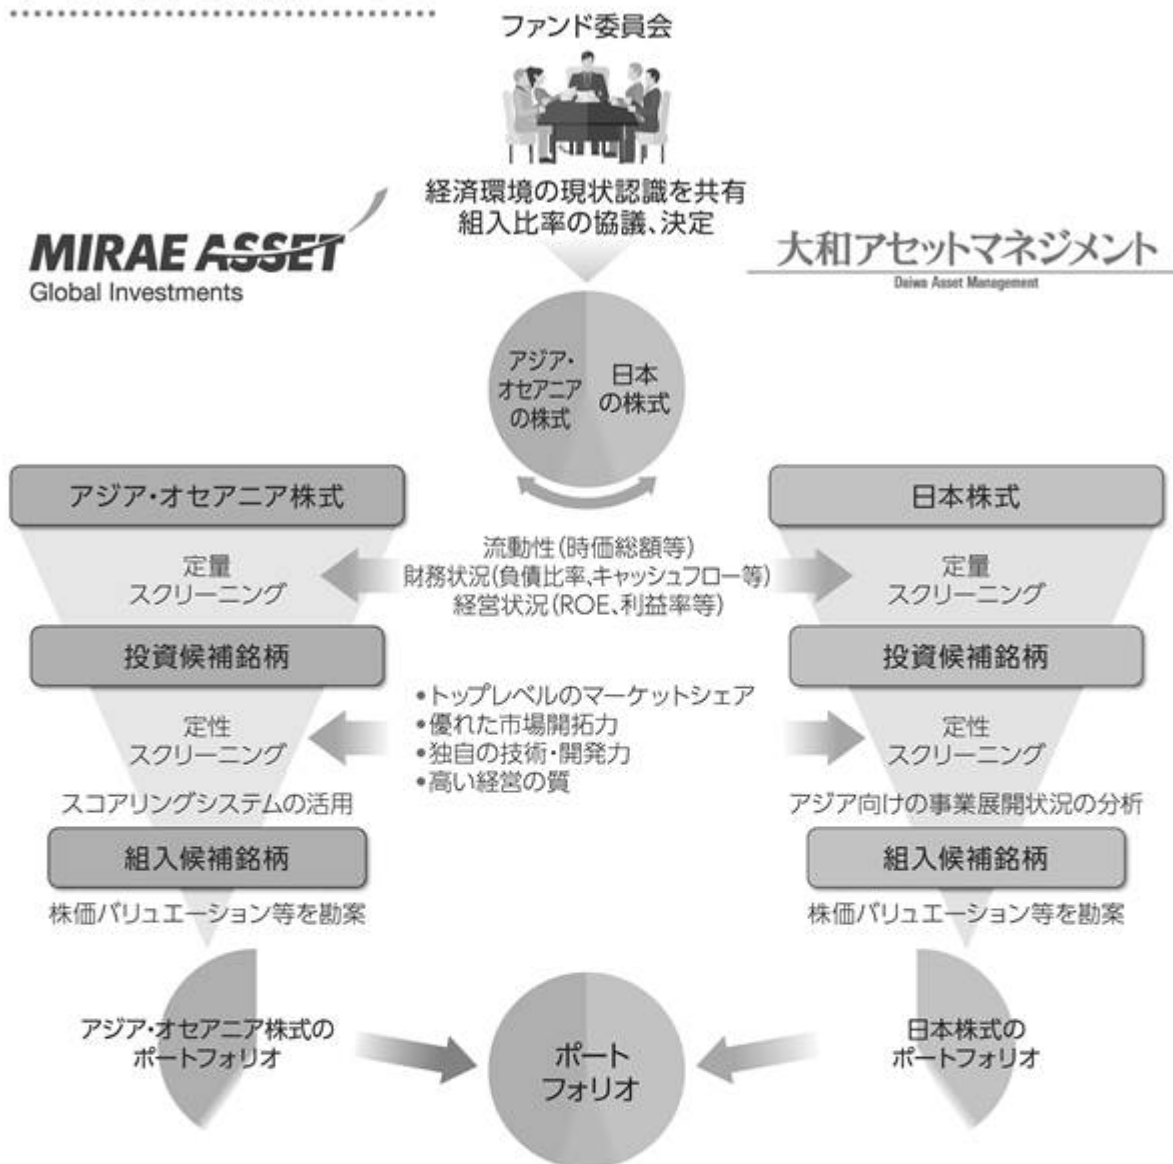 ファンド委員会
経済環境の現状認識を共有
組入比率の協議、決定
MIRAE ASSET
Global Investments
大和アセットマネジメント
Daiwa Asset Management
アジア・
オセアニア
の株式
日本
の株式
アジア・オセアニア株式
日本株式
定量
スクリーニング
流動性(時価総額等)
財務状況(負債比率、キャッシュフロー等)
経営状況(ROE、利益率等)
定量
スクリーニング
投資候補銘柄
投資候補銘柄
定性
スクリーニング
•トップレベルのマーケットシェア
•優れた市場開拓力
•独自の技術・開発力
•高い経営の質
定性
スクリーニング
スコアリングシステムの活用
アジア向けの事業展開状況の分析
組入候補銘柄
組入候補銘柄
株価バリュエーション等を勘案
株価バリュエーション等を勘案
アジア・オセアニア株式の
ポートフォリオ
ポート
フォリオ
日本株式の
ポートフォリオ